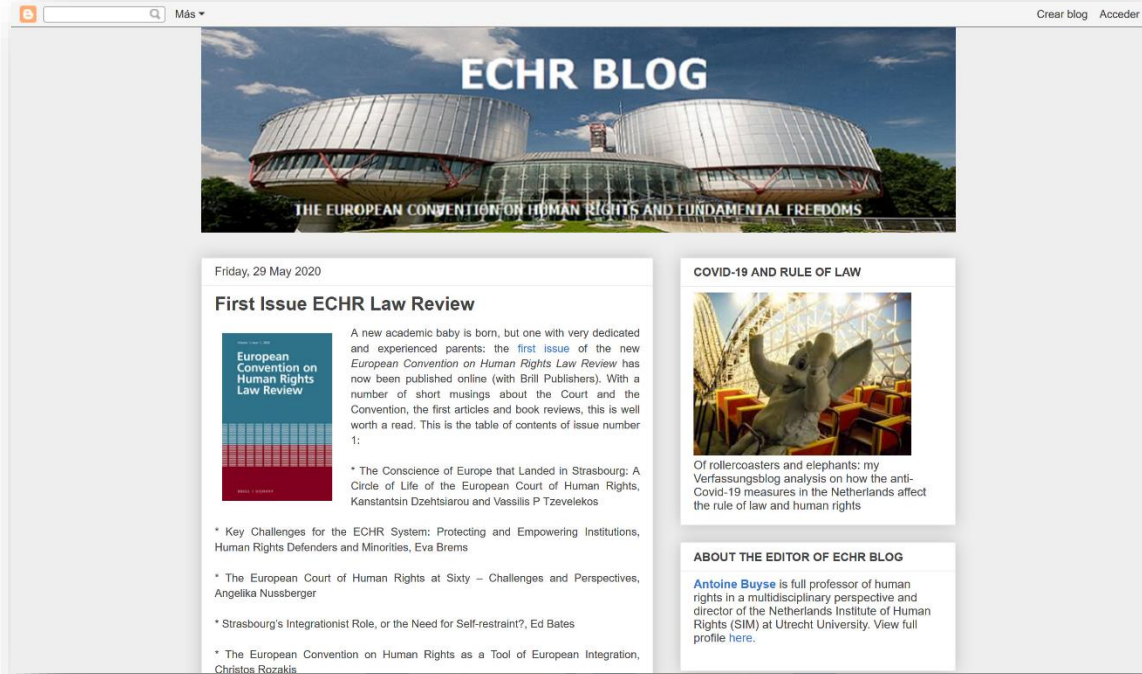 Más
Crear blog Acceder
ECHR BLOG
THE EUROPEAN CONVENTION ON HUMAN RIGHTS AND FUNDAMENTAL FREEDOMS
Friday, 29 May 2020
First Issue ECHR Law Review
European
Convention on
Human Rights
Law Review
A new academic baby is born, but one with very dedicated
and experienced parents: the first issue of the new
European Convention on Human Rights Law Review has
now been published online (with Brill Publishers). With a
number of short musings about the Court and the
Convention, the first articles and book reviews, this is well
worth a read. This is the table of contents of issue number
1:
* The Conscience of Europe that Landed in Strasbourg: A
Circle of Life of the European Court of Human Rights,
Kanstantsin Dzehtsiarou and Vassilis P Tzevelekos
* Key Challenges for the ECHR System: Protecting and Empowering Institutions,
Human Rights Defenders and Minorities, Eva Brems
* The European Court of Human Rights at Sixty – Challenges and Perspectives,
Angelika Nussberger
* Strasbourg's Integrationist Role, or the Need for Self-restraint?, Ed Bates
* The European Convention on Human Rights as a Tool of European Integration,
Christos Rozakis
COVID-19 AND RULE OF LAW
Of rollercoasters and elephants: my
Verfassungsblog analysis on how the anti-
Covid-19 measures in the Netherlands affect
the rule of law and human rights
ABOUT THE EDITOR OF ECHR BLOG
Antoine Buyse is full professor of human
rights in a multidisciplinary perspective and
director of the Netherlands Institute of Human
Rights (SIM) at Utrecht University. View full
profile here.